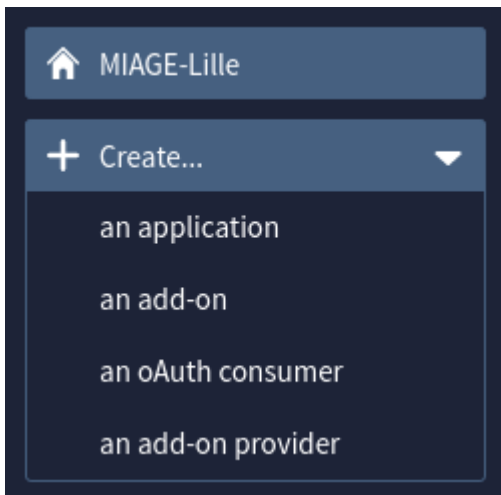 MIAGE-Lille
Create...
an application
an add-on
an oAuth consumer
an add-on provider